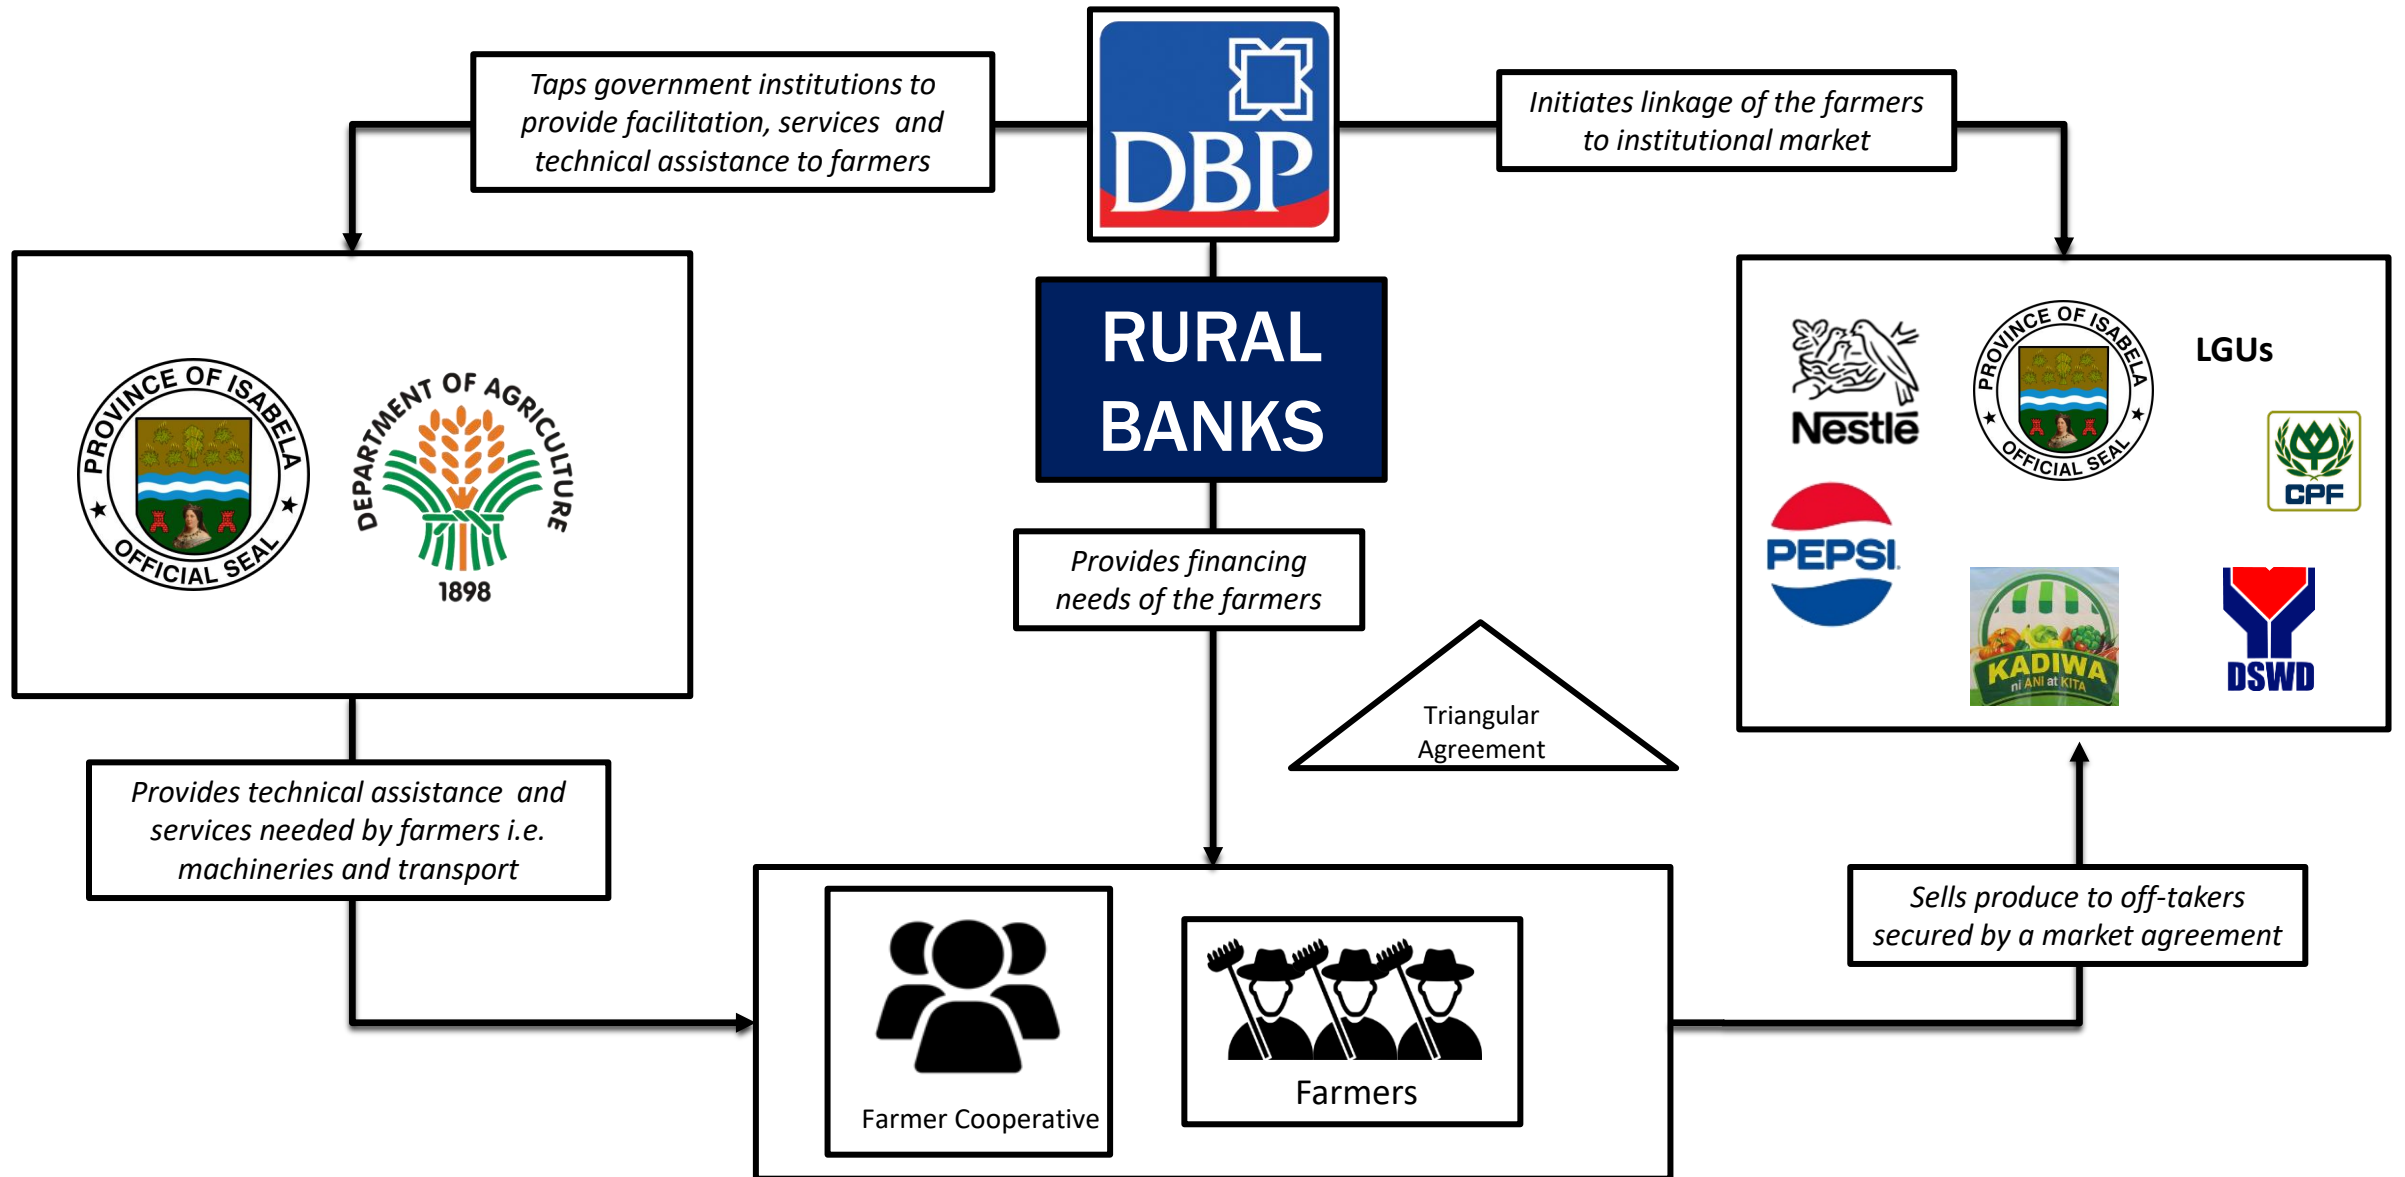 Taps government institutions to
provide facilitation, services and
technical assistance to farmers
DBP
Initiates linkage of the farmers
to institutional market
PROVINCE OF ISABELA
OFFICIAL SEAL
DEPARTMENT OF AGRICULTURE
1898
RURAL
BANKS
Nestlé
PROVINCE OF ISABELA
OFFICIAL SEAL
LGUs
CPF
PEPSI
KADIWA
ni ANI at KITA
DSWD
Provides financing
needs of the farmers
Triangular
Agreement
Provides technical assistance and
services needed by farmers i.e.
machineries and transport
Sells produce to off-takers
secured by a market agreement
Farmer Cooperative
Farmers